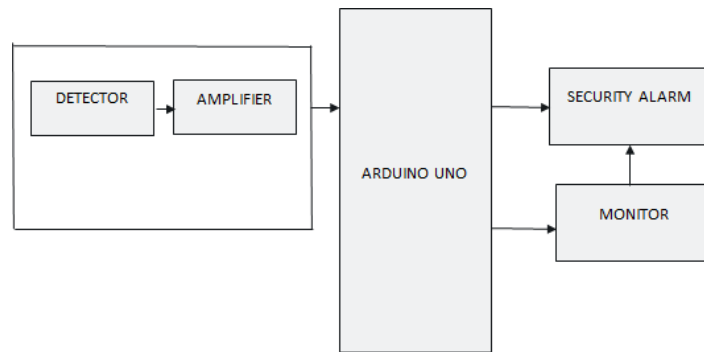 DETECTOR
AMPLIFIER
ARDUINO UNO
SECURITY ALARM
MONITOR